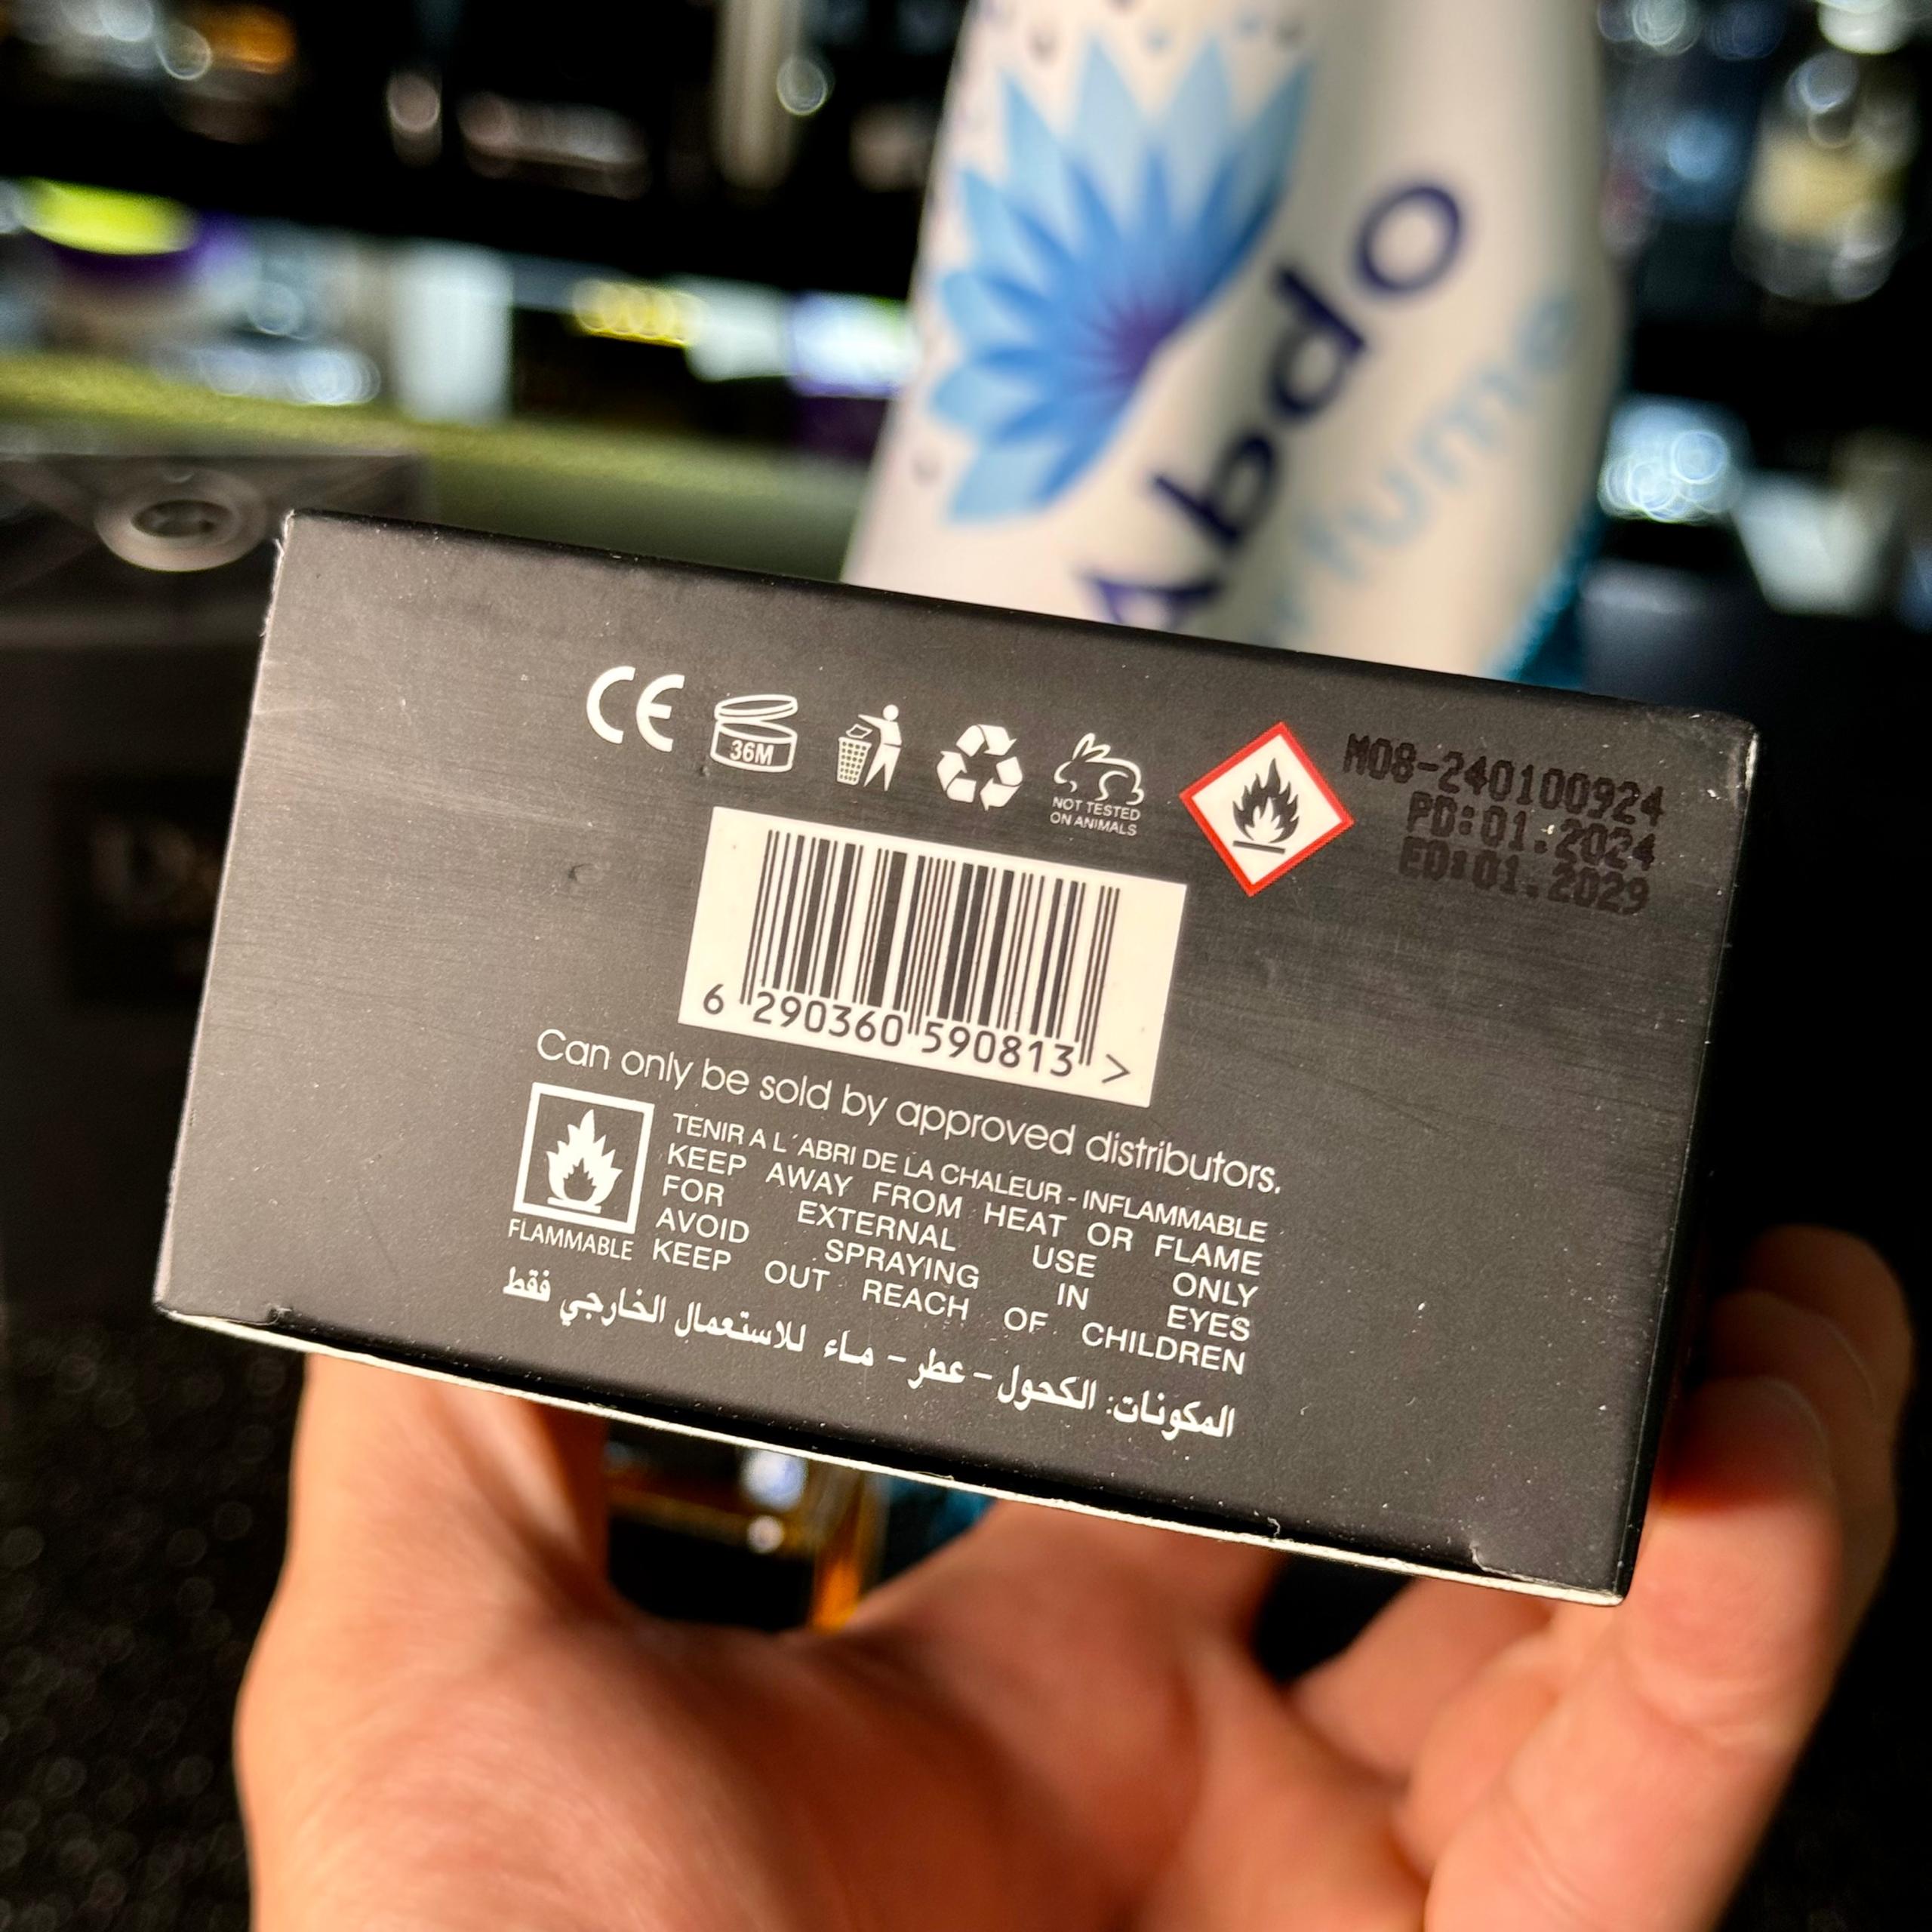 Abdo
CE
36M
NOT TESTED
ON ANIMALS
M08-240100924
PD:01.2024
ED:01.2029
6 290360 590813 >
Can only be sold by approved distributors.
FLAMMABLE
TENIR A L´ABRI DE LA CHALEUR - INFLAMMABLE
KEEP AWAY FROM HEAT OR FLAME
FOR EXTERNAL USE ONLY
AVOID SPRAYING IN EYES
KEEP OUT REACH OF CHILDREN
المكونات: الكحول - عطر - ماء للاستعمال الخارجي فقط